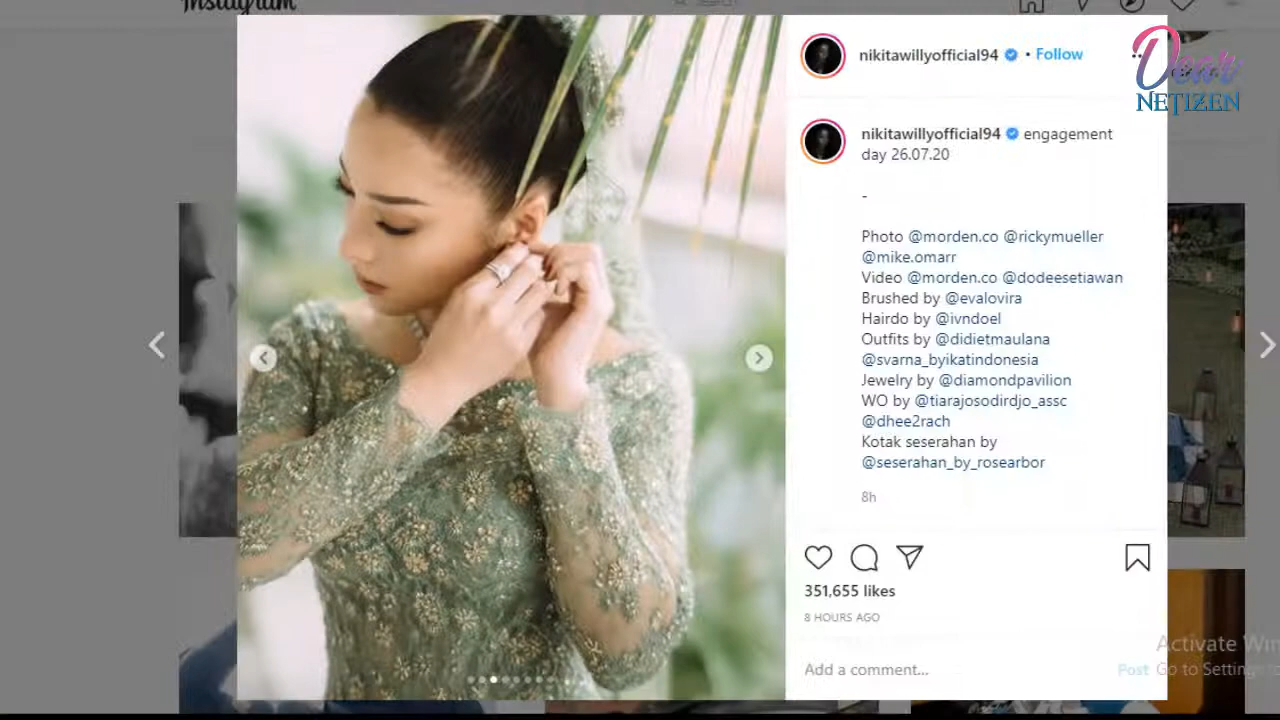 Instagram
nikitawillyofficial94 • Follow
Dear
NETIZEN
nikitawillyofficial94 engagement
day 26.07.20
-
Photo @morden.co @rickymueller
@mike.omarr
Video @morden.co @dodeesetiawan
Brushed by @evalovira
Hairdo by @ivndoel
Outfits by @didietmaulana
@svarna_byikatindonesia
Jewelry by @diamondpavilion
WO by @tiarajosodirdjo_assc
@dhee2rach
Kotak seserahan by
@seserahan_by_rosearbor
8h
351,655 likes
8 HOURS AGO
Add a comment... Post
Activate Win
Go to Settings